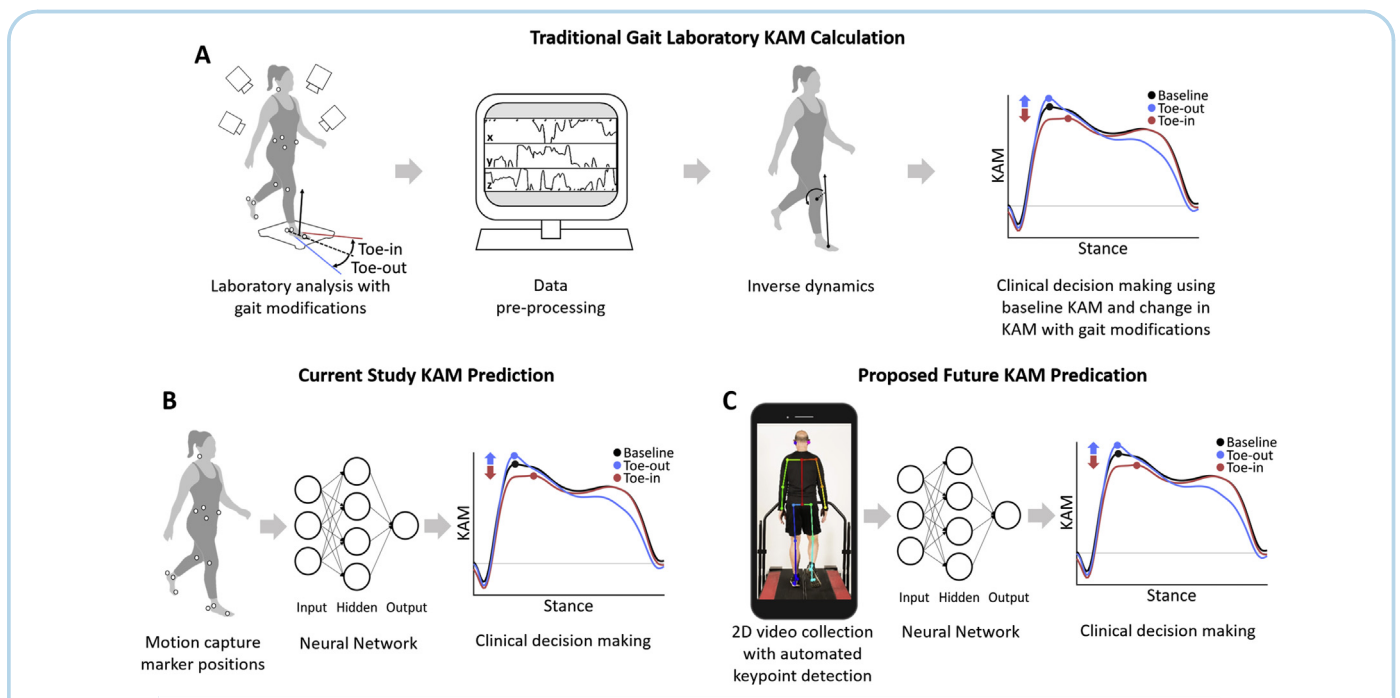 Traditional Gait Laboratory KAM Calculation
A
x
y
z
Toe-in
Toe-out
Laboratory analysis with
gait modifications
Data
pre-processing
Inverse dynamics
KAM
Baseline
Toe-out
Toe-in
Stance
Clinical decision making using
baseline KAM and change in
KAM with gait modifications
Current Study KAM Prediction
B
Motion capture
marker positions
Input Hidden Output
Neural Network
KAM
Baseline
Toe-out
Toe-in
Stance
Clinical decision making
Proposed Future KAM Predication
C
2D video collection
with automated
keypoint detection
Input Hidden Output
Neural Network
KAM
Baseline
Toe-out
Toe-in
Stance
Clinical decision making